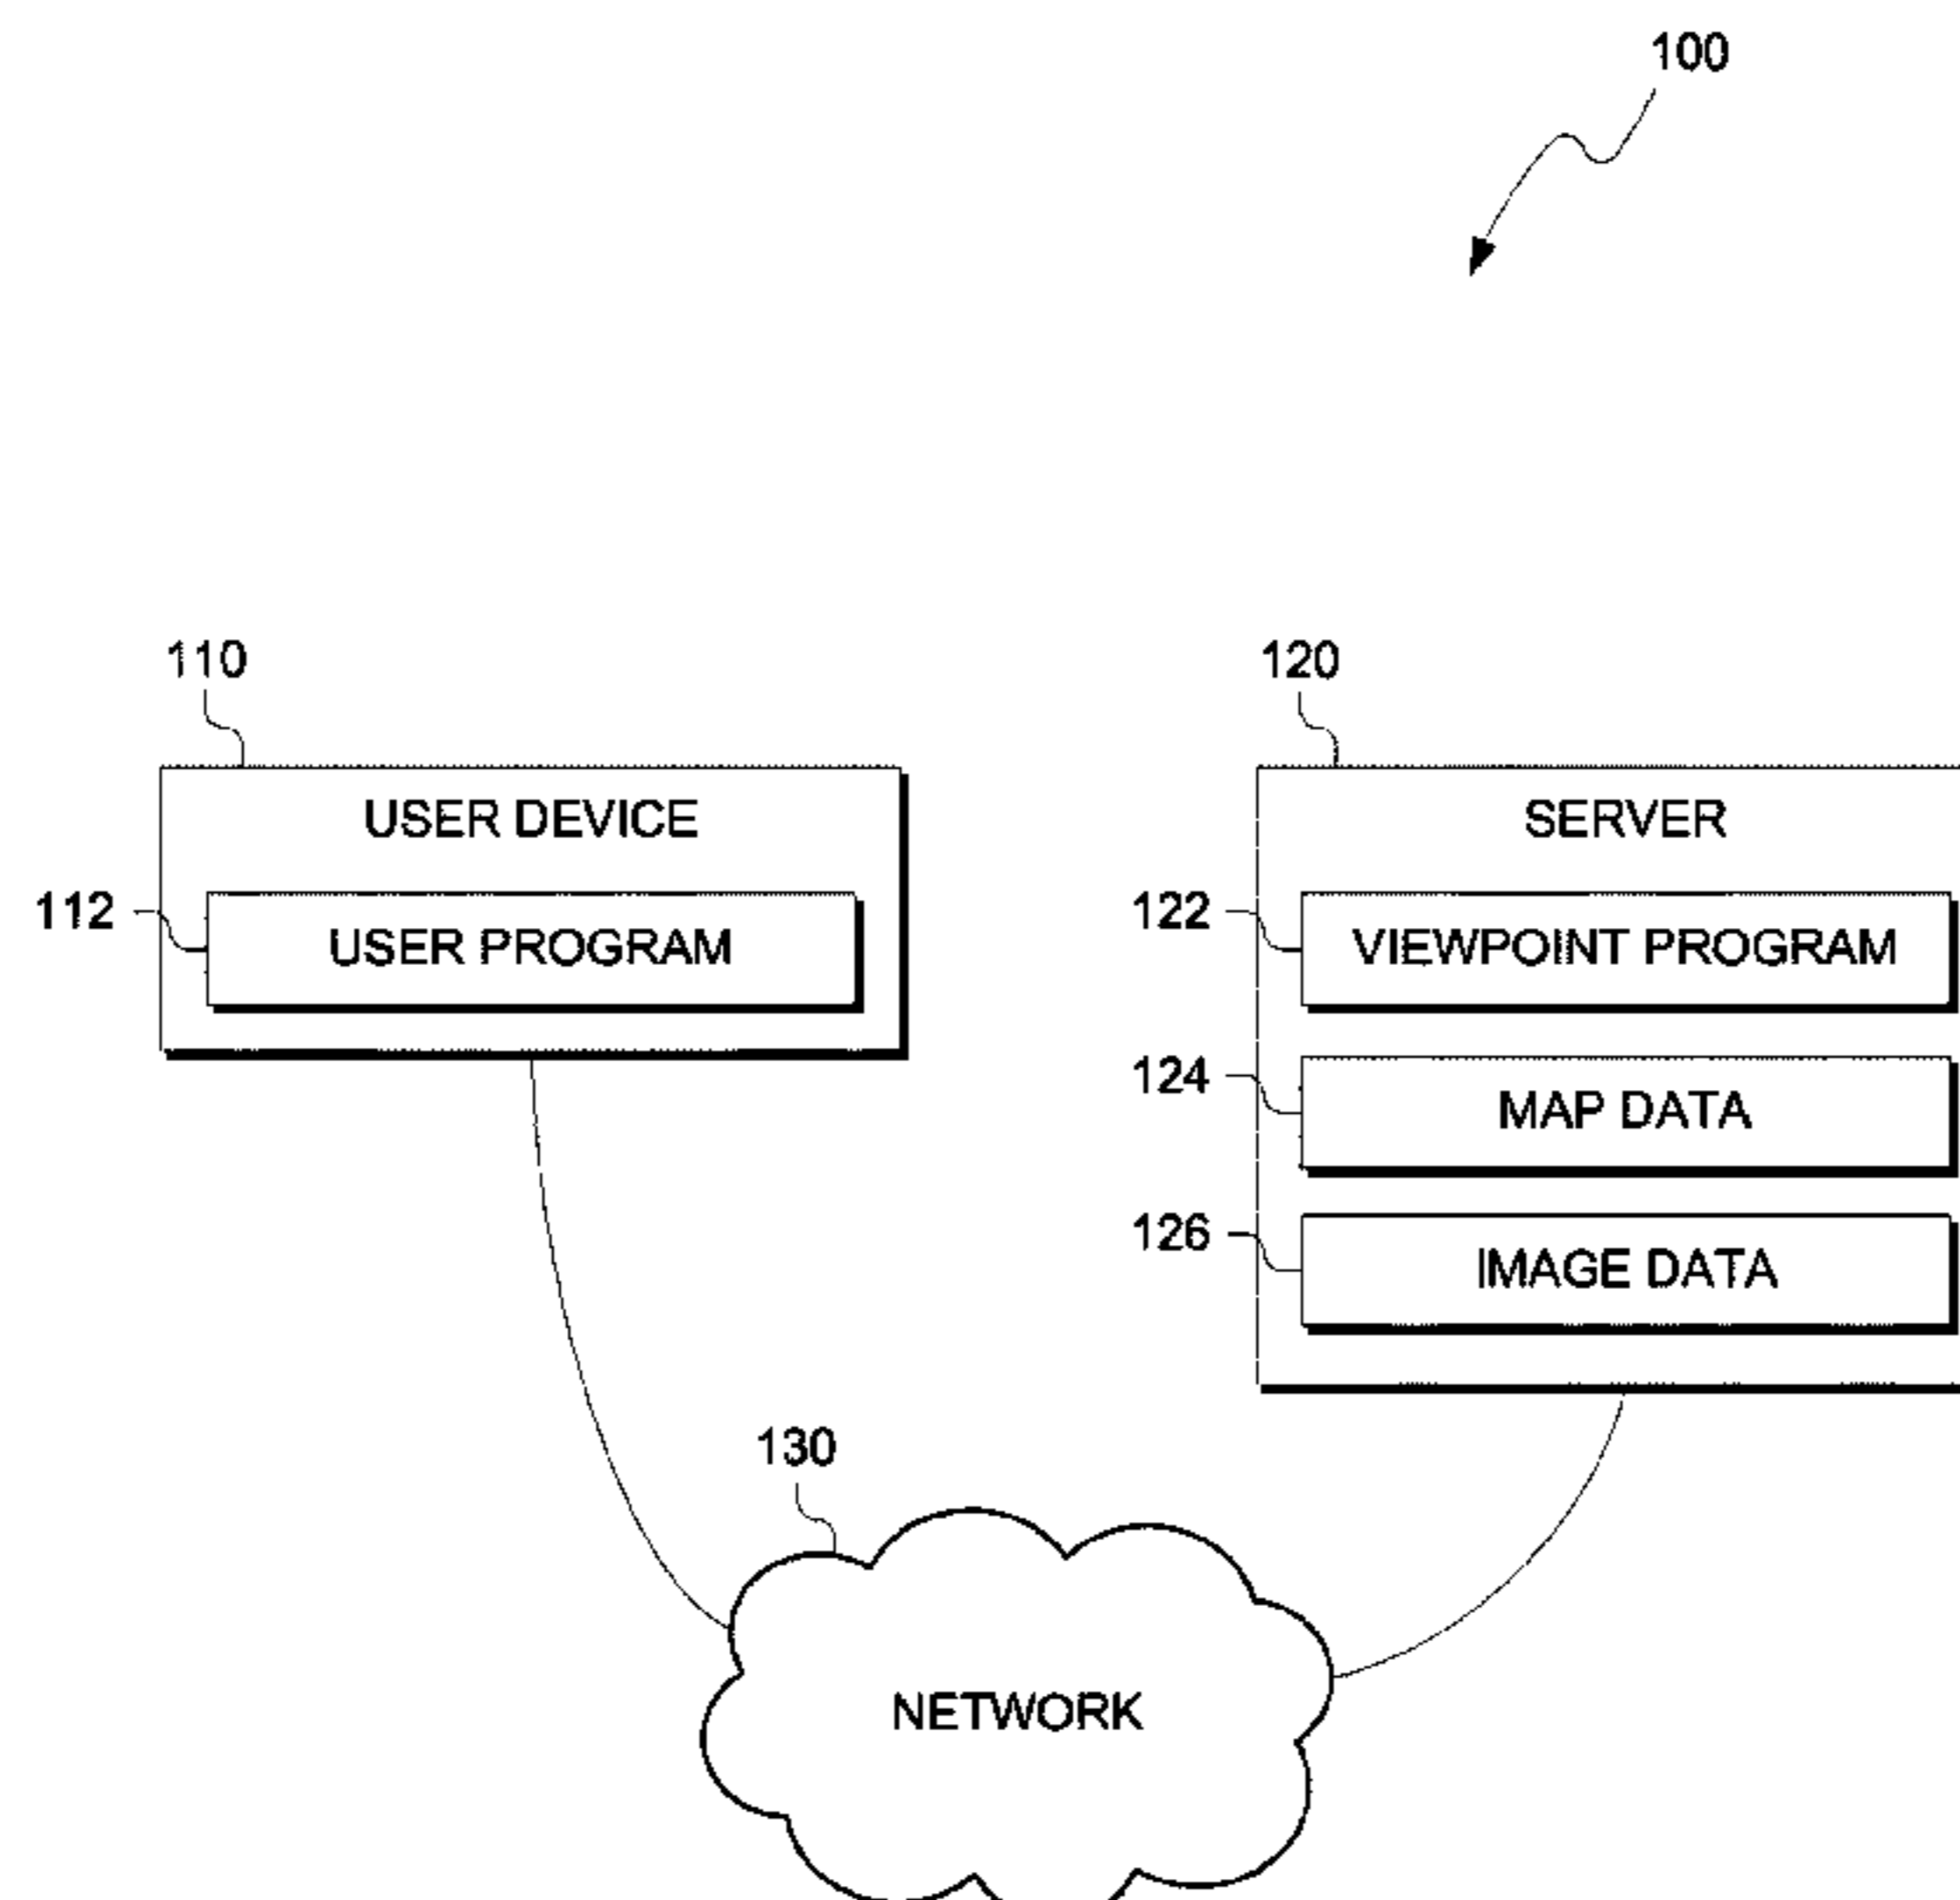 100
110
120
USER DEVICE
SERVER
112
USER PROGRAM
122
VIEWPOINT PROGRAM
124
MAP DATA
126
IMAGE DATA
130
NETWORK